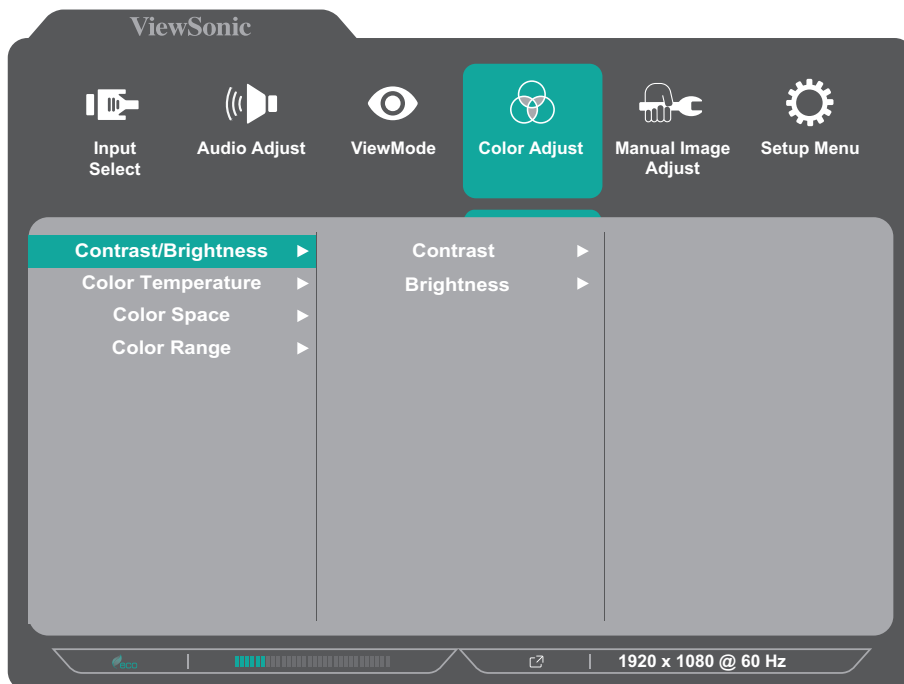 ViewSonic
Input
Select
Audio Adjust
ViewMode
Color Adjust
Manual Image
Adjust
Setup Menu
Contrast/Brightness
Color Temperature
Color Space
Color Range
Contrast
Brightness
eco
1920 x 1080 @ 60 Hz